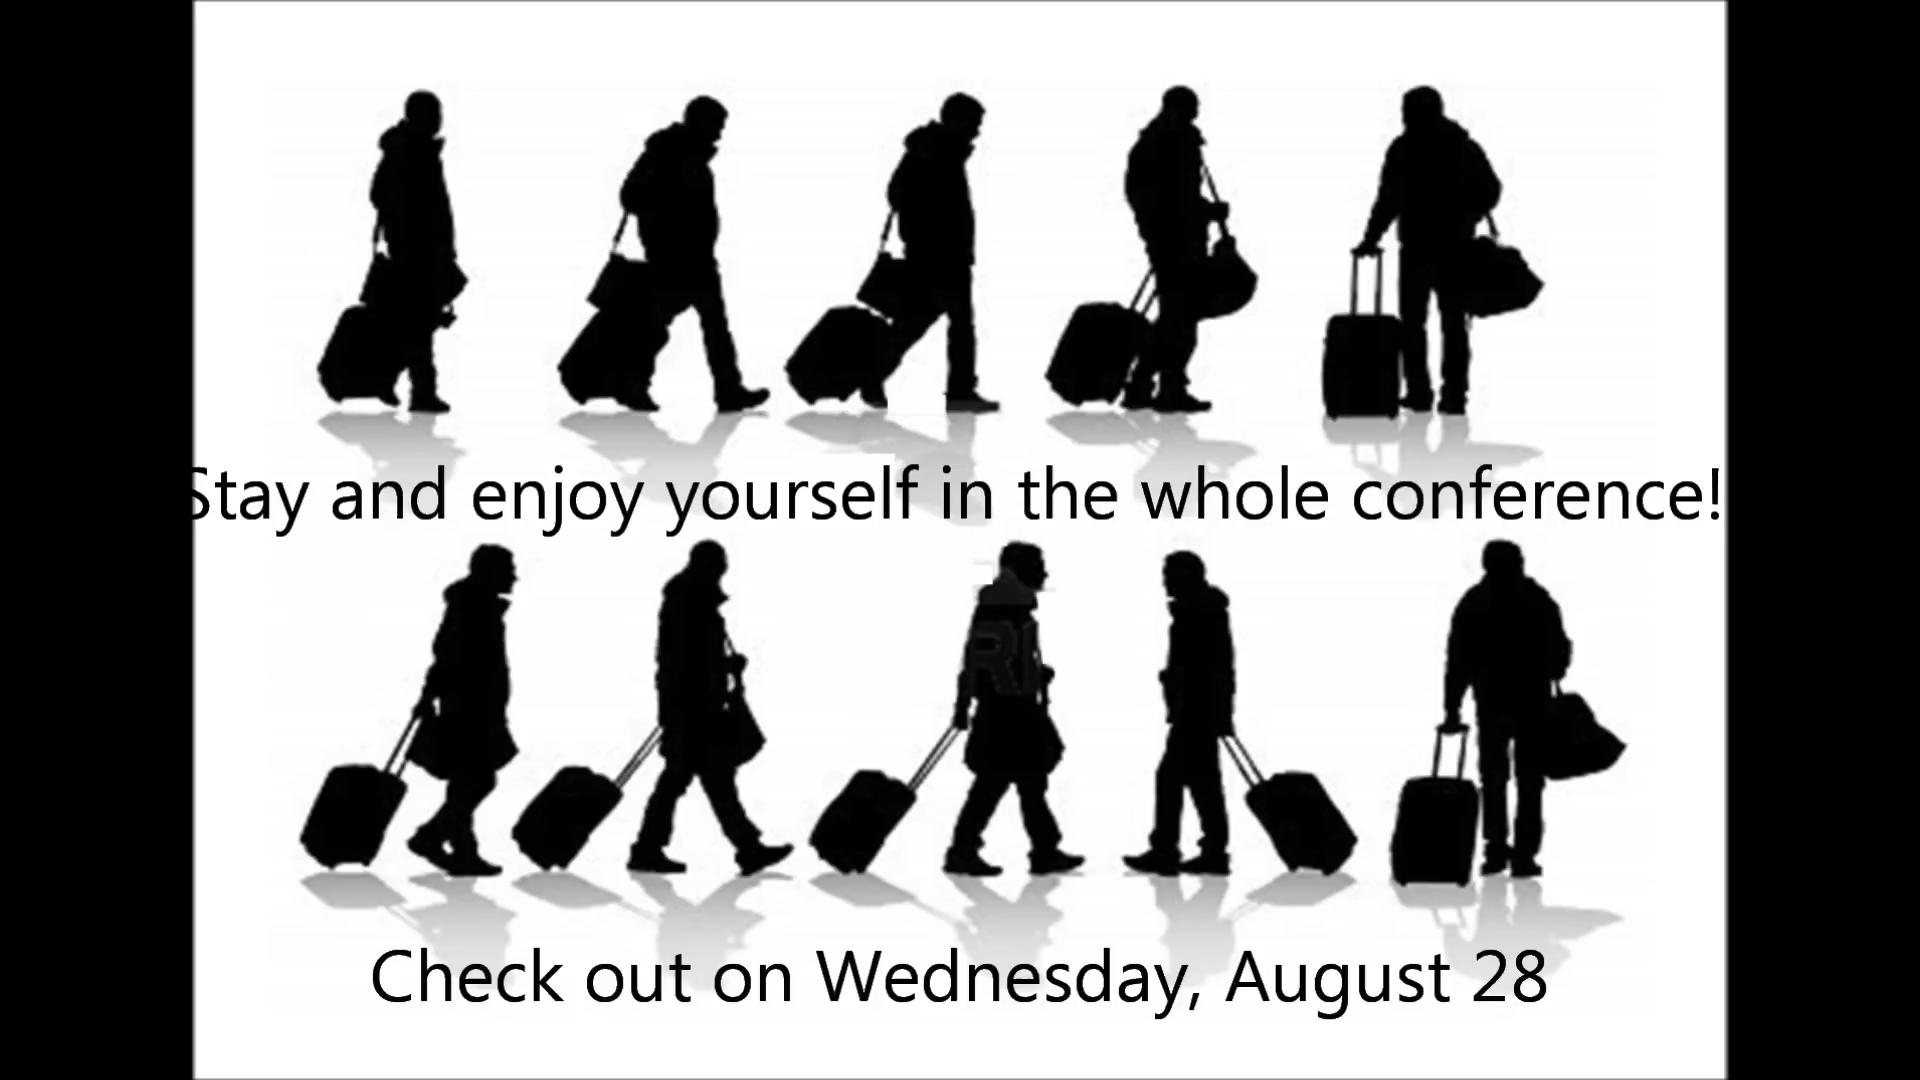 Stay and enjoy yourself in the whole conference!
Check out on Wednesday, August 28